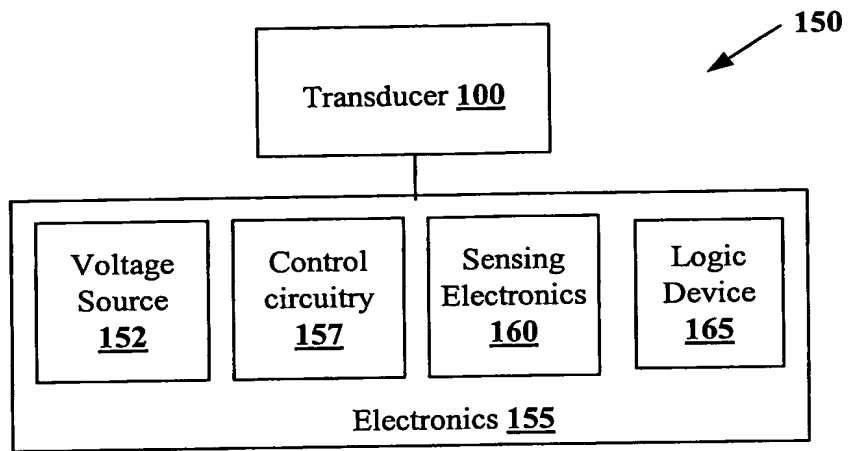 150
Transducer 100
Voltage
Source
152
Control
circuitry
157
Sensing
Electronics
160
Logic
Device
165
Electronics 155